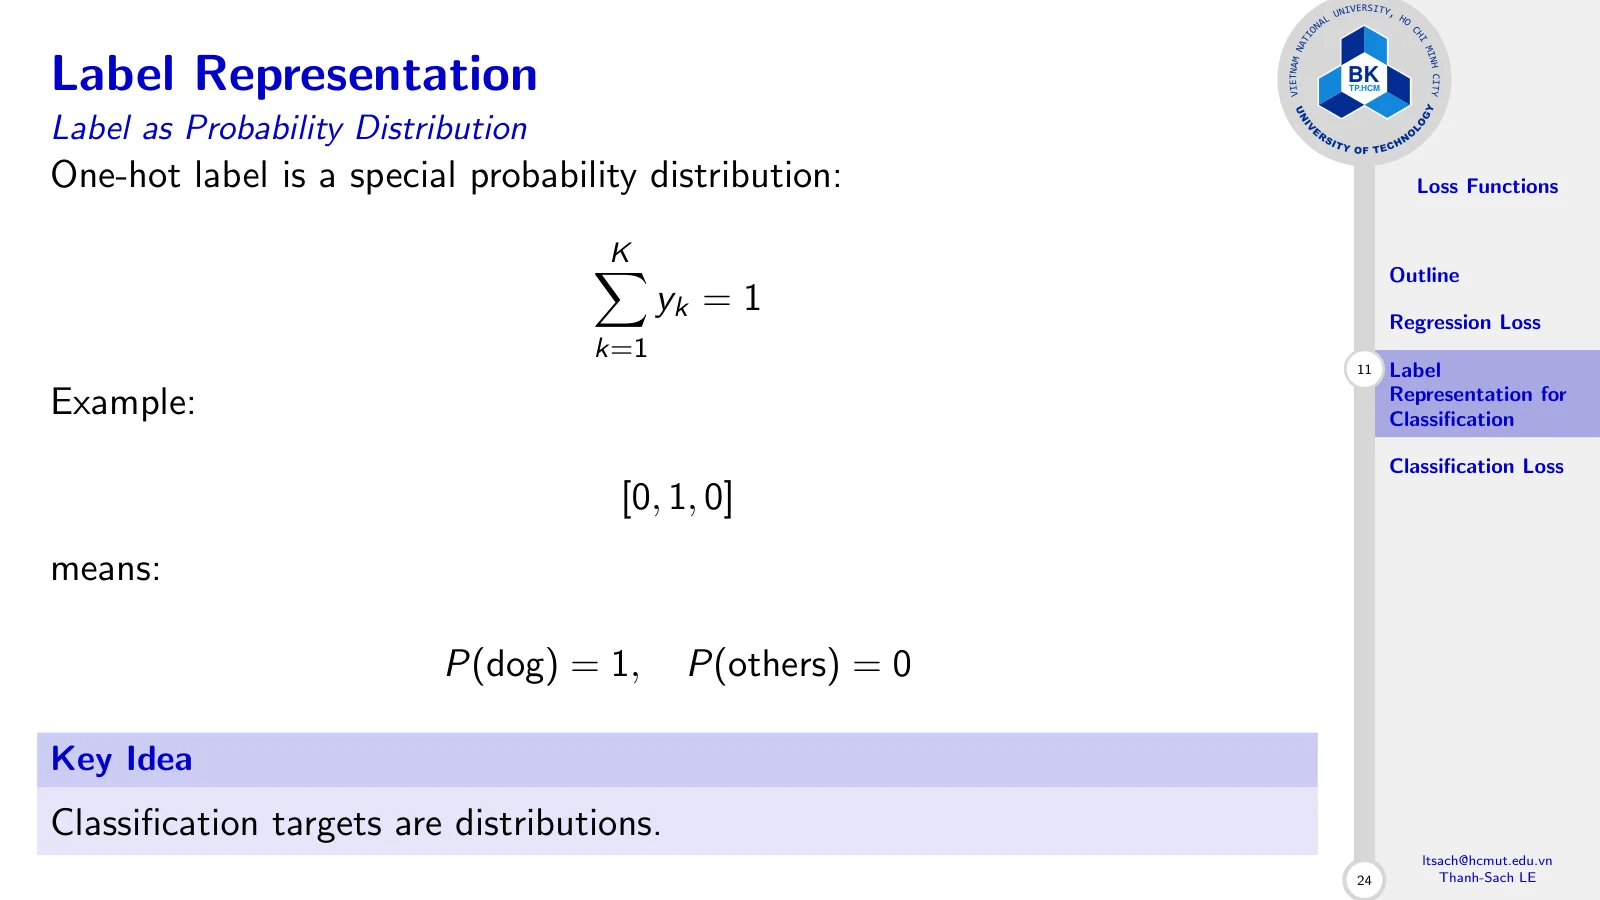 Label Representation
Label as Probability Distribution
One-hot label is a special probability distribution:
K
∑ yₖ = 1
k=1
Example:
[0, 1, 0]
means:
P(dog) = 1, P(others) = 0
Key Idea
Classification targets are distributions.
VIETNAM NATIONAL UNIVERSITY, HO CHI MINH CITY
BK
TP.HCM
UNIVERSITY OF TECHNOLOGY
Loss Functions
Outline
Regression Loss
11
Label
Representation for
Classification
Classification Loss
ltsach@hcmut.edu.vn
Thanh-Sach LE
24